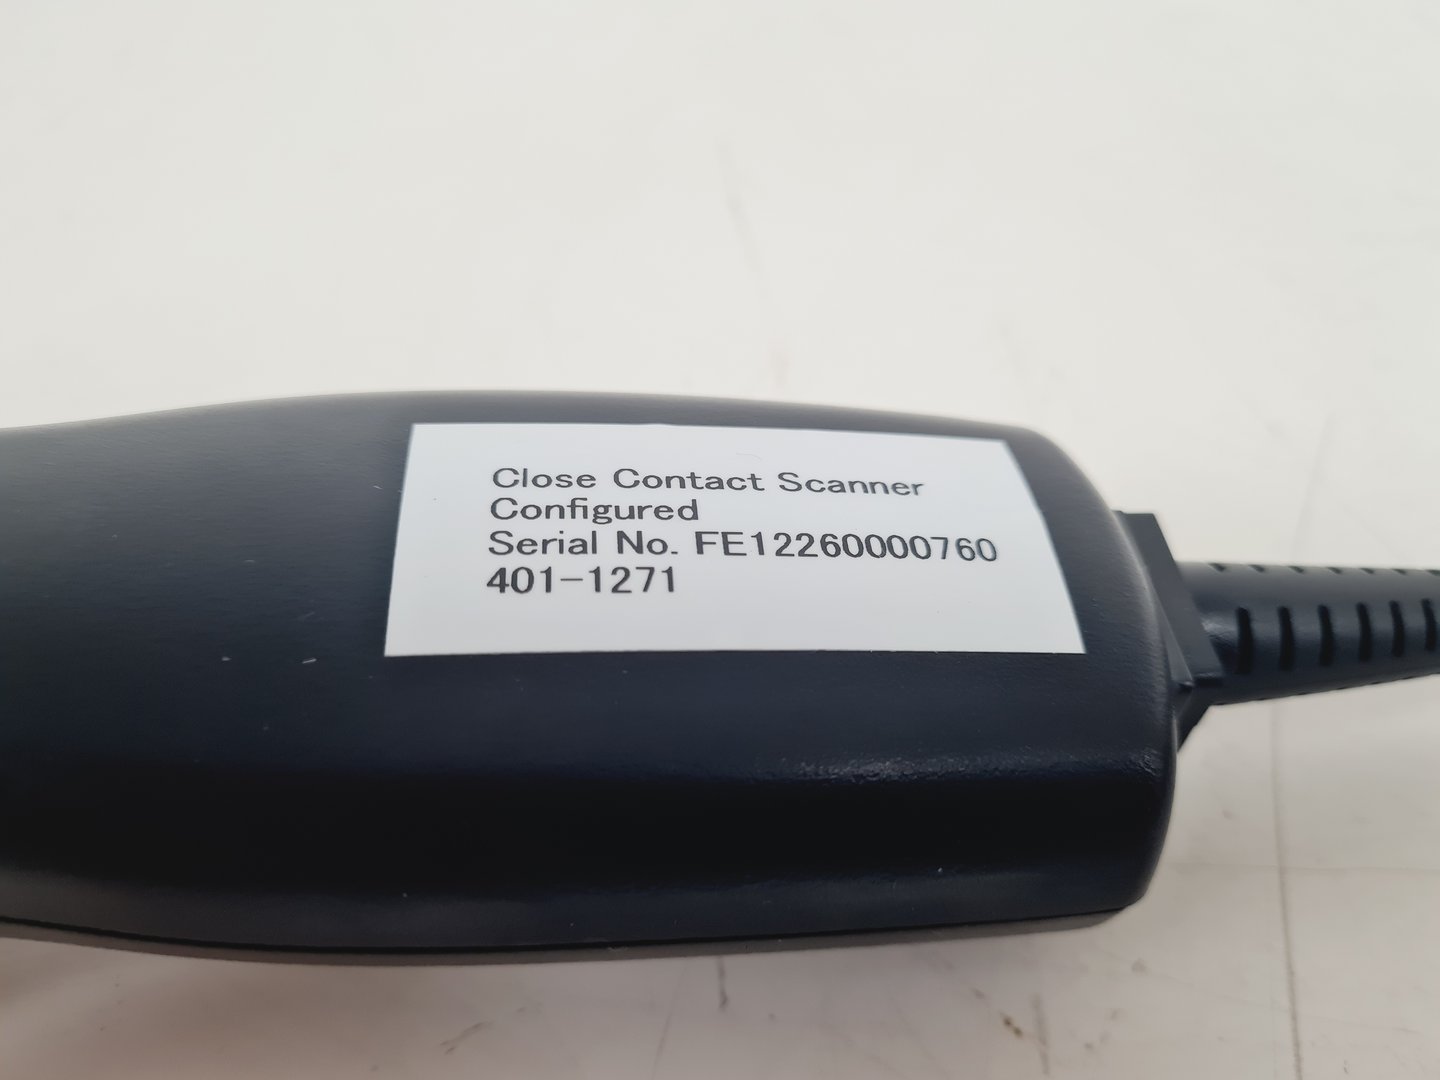 Close Contact Scanner
Configured
Serial No. FE12260000760
401-1271